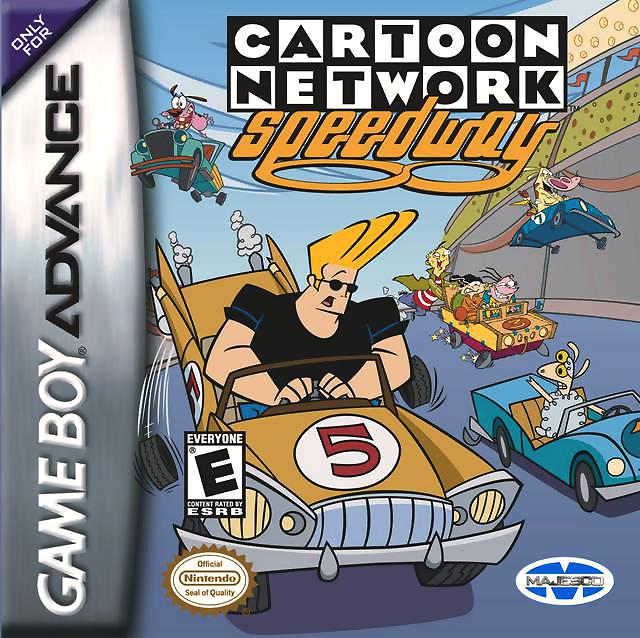 ONLY
FOR
GAME BOY ADVANCE
CARTOON
NETWORK
speedway
TM
5
EVERYONE
E
®
CONTENT RATED BY
ESRB
Official
Nintendo
Seal of Quality
MAJESCO